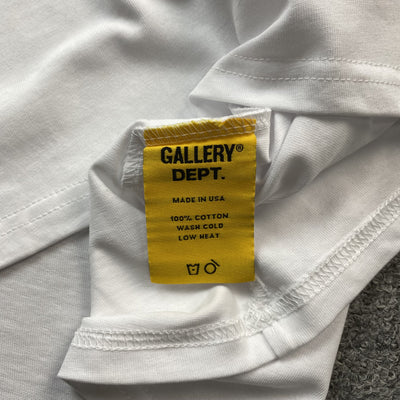 GALLERY®
DEPT.
MADE IN USA
100% COTTON
WASH COLD
LOW HEAT